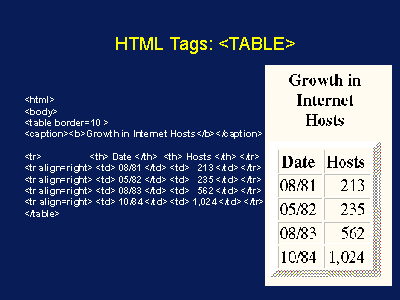 HTML Tags: <TABLE>
<html>
<body>
<table border=10 >
<caption><b>Growth in Internet Hosts</b></caption>
<tr> <th> Date </th> <th> Hosts </th> </tr>
<tr align=right> <td> 08/81 </td> <td> 213 </td> </tr>
<tr align=right> <td> 05/82 </td> <td> 235 </td> </tr>
<tr align=right> <td> 08/83 </td> <td> 562 </td> </tr>
<tr align=right> <td> 10/84 </td> <td> 1,024 </td> </tr>
</table>
Growth in
Internet
Hosts
Date Hosts
08/81 213
05/82 235
08/83 562
10/84 1,024